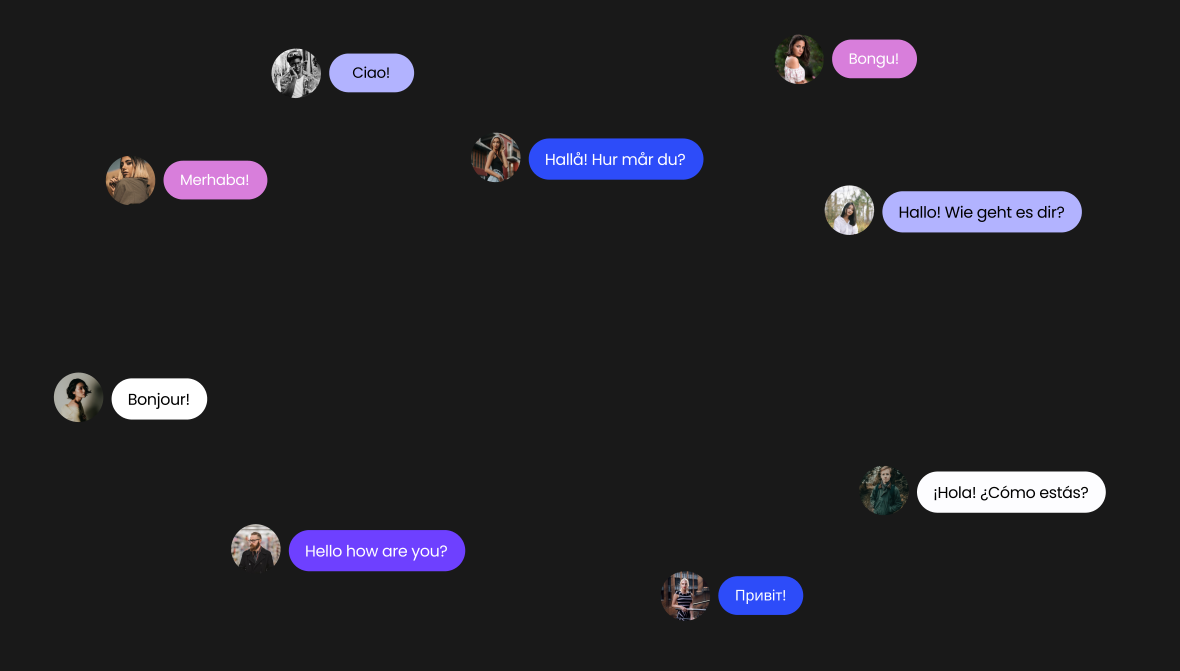 Bongu!
Ciao!
Hallå! Hur mår du?
Merhaba!
Hallo! Wie geht es dir?
Bonjour!
¡Hola! ¿Cómo estás?
Hello how are you?
Привіт!